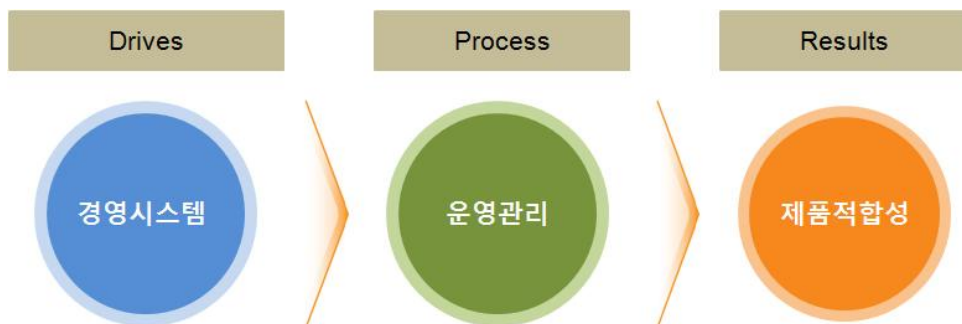 Drives
Process
Results
경영시스템
운영관리
제품적합성